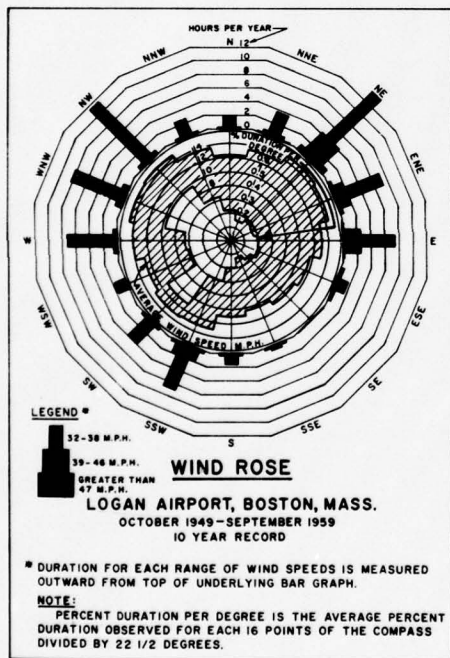 HOURS PER YEAR
N 12
10
8
6
4
2
0
NNW
NNE
NW
NE
WNW
ENE
W
E
WSW
ESE
SW
SE
SSW
SSE
S
% DURATION PER
DEGREE
AVERAGE WIND SPEED M.P.H.
LEGEND *
32-38 M.P.H.
39-46 M.P.H.
GREATER THAN
47 M.P.H.
WIND ROSE
LOGAN AIRPORT, BOSTON, MASS.
OCTOBER 1949-SEPTEMBER 1959
10 YEAR RECORD
* DURATION FOR EACH RANGE OF WIND SPEEDS IS MEASURED
OUTWARD FROM TOP OF UNDERLYING BAR GRAPH.
NOTE:
PERCENT DURATION PER DEGREE IS THE AVERAGE PERCENT
DURATION OBSERVED FOR EACH 16 POINTS OF THE COMPASS
DIVIDED BY 22 1/2 DEGREES.